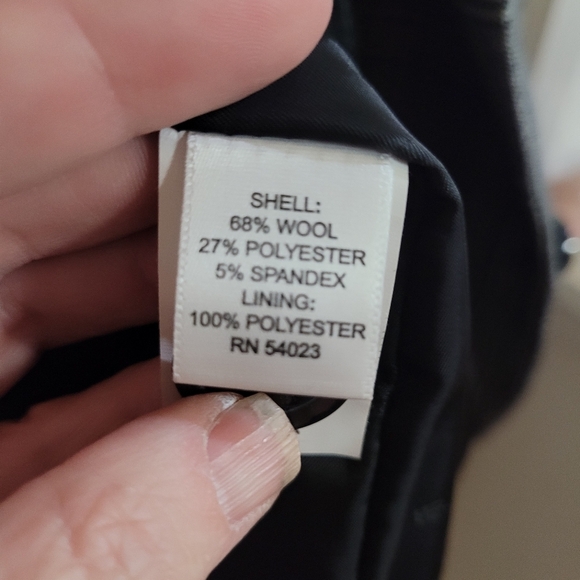 SHELL:
68% WOOL
27% POLYESTER
5% SPANDEX
LINING:
100% POLYESTER
RN 54023